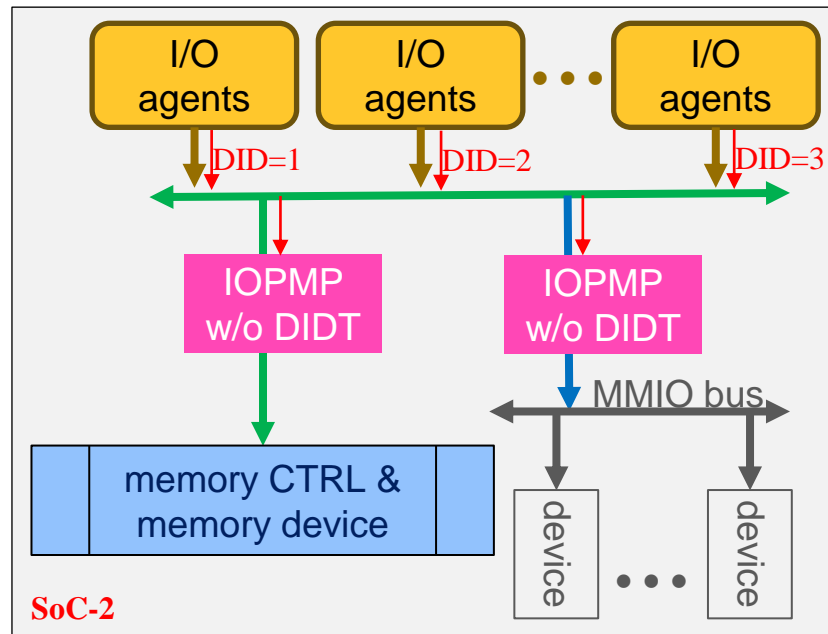 I/O
agents
I/O
agents
I/O
agents
DID=1
DID=2
DID=3
IOPMP
w/o DIDT
IOPMP
w/o DIDT
MMIO bus
memory CTRL &
memory device
device
device
SoC-2